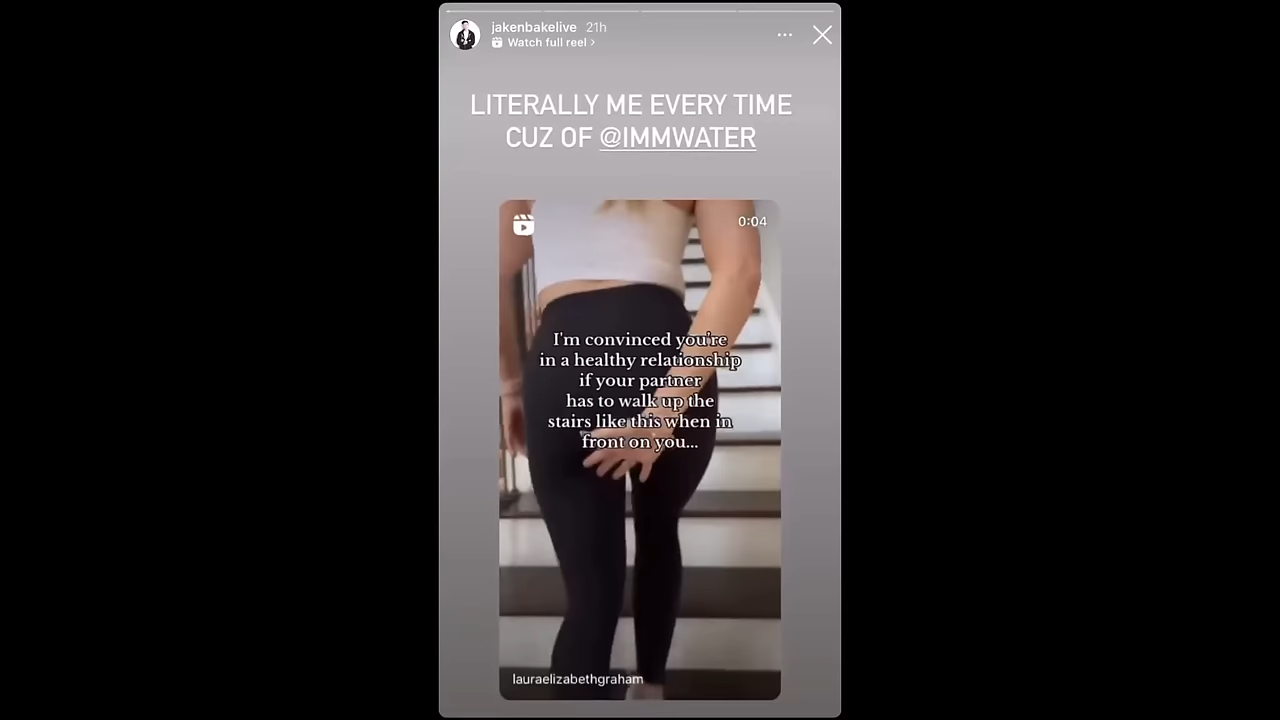 jakenbakelive 21h
Watch full reel >
LITERALLY ME EVERY TIME
CUZ OF @IMMWATER
0:04
I'm convinced you're
in a healthy relationship
if your partner
has to walk up the
stairs like this when in
front on you...
lauraelizabethgraham